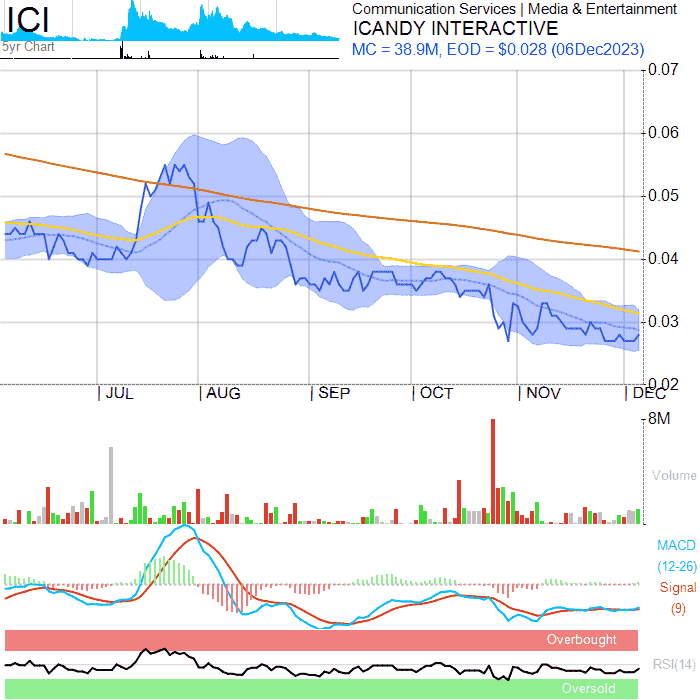 ICI
5yr Chart
Communication Services | Media & Entertainment
ICANDY INTERACTIVE
MC = 38.9M, EOD = $0.028 (06Dec2023)
0.07
0.06
0.05
0.04
0.03
0.02
JUL AUG SEP OCT NOV DEC
8M
Volume
MACD
(12-26)
Signal
(9)
Overbought
RSI(14)
Oversold